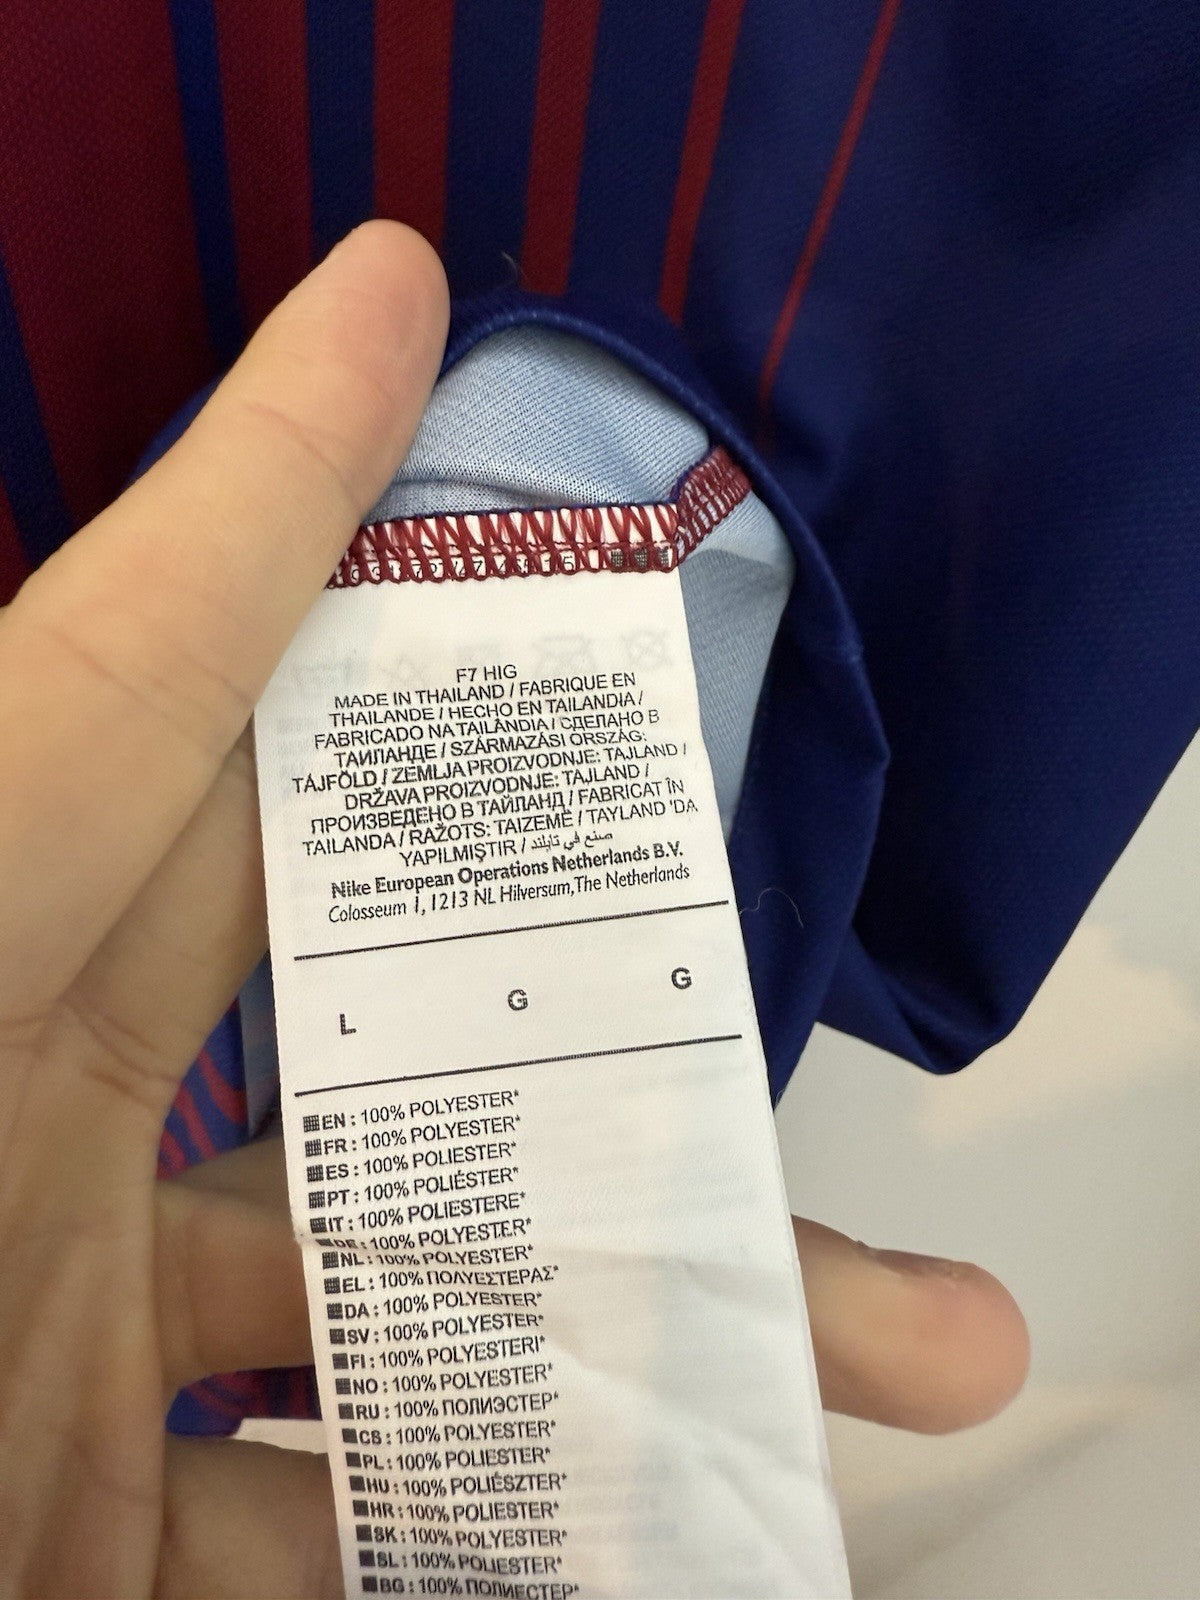 F7 HIG
MADE IN THAILAND / FABRIQUE EN
THAILANDE / HECHO EN TAILANDIA /
FABRICADO NA TAILÂNDIA / СДЕЛАНО В
ТАИЛАНДЕ / SZÁRMAZÁSI ORSZÁG:
TÁJFÖLD / ZEMLJA PROIZVODNJE: TAJLAND /
DRŽAVA PROIZVODNJE: TAJLAND /
ПРОИЗВЕДЕНО В ТАЙЛАНД / FABRICAT ÎN
TAILANDA / RAŽOTS: TAIZEMĒ / TAYLAND 'DA
YAPILMIŞTIR / صنع في تايلند
Nike European Operations Netherlands B.V.
Colosseum 1, 1213 NL Hilversum, The Netherlands
L G G
EN : 100% POLYESTER*
FR : 100% POLYESTER*
ES : 100% POLIESTER*
PT : 100% POLIÉSTER*
IT : 100% POLIESTERE*
DE : 100% POLYESTER*
NL : 100% POLYESTER*
EL : 100% ΠΟΛΥΕΣΤΕΡΑΣ*
DA : 100% POLYESTER*
SV : 100% POLYESTER*
FI : 100% POLYESTERI*
NO : 100% POLYESTER*
RU : 100% ПОЛИЭСТЕР*
CS : 100% POLYESTER*
PL : 100% POLIESTER*
HU : 100% POLIÉSZTER*
HR : 100% POLIESTER*
SK : 100% POLYESTER*
SL : 100% POLIESTER*
BG : 100% ПОЛИЕСТЕР*